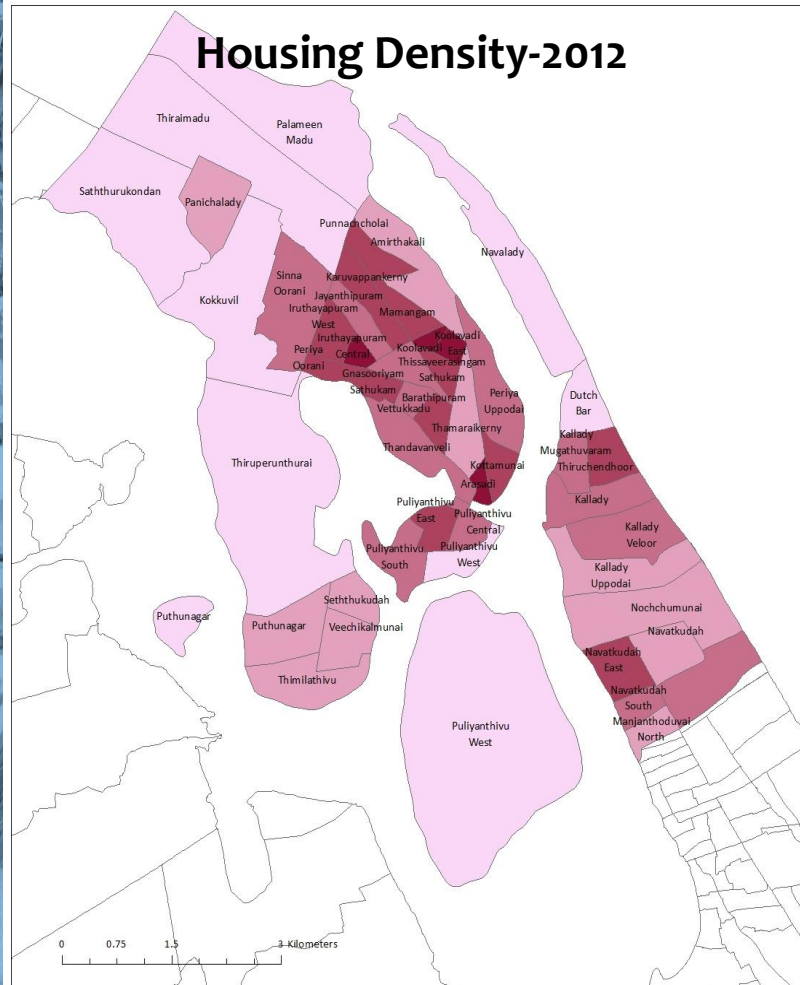 Housing Density-2012
Thiraimadu
Palameen
Madu
Saththurukondan
Panichalady
Punnachcholai
Amirthakali
Navalady
Sinna
Oorani
Karuvappankerny
Kokkuvil
Jayanthipuram
Iruthayapuram
West
Mamangam
Iruthayapuram
Central
Koolavadi
Koolavadi
East
Periya
Oorani
Thissaveerasingam
Sathukam
Gnasooriyam
Sathukam
Barathipuram
Vettukkadu
Periya
Uppodai
Dutch
Bar
Thamaraikerny
Kallady
Mugathuvaram
Thandavanveli
Thiruchendhoor
Thiruperunthurai
Kottamunai
Arasadi
Kallady
Puliyanthivu
East
Puliyanthivu
Central
Kallady
Veloor
Puliyanthivu
South
Puliyanthivu
West
Kallady
Uppodai
Seththukudah
Nochchumunai
Puthunagar
Puthunagar
Veechikalmunai
Navatkudah
Navatkudah
East
Thimilathivu
Navatkudah
South
Manjanthoduvai
North
Puliyanthivu
West
0 0.75 1.5 3 Kilometers